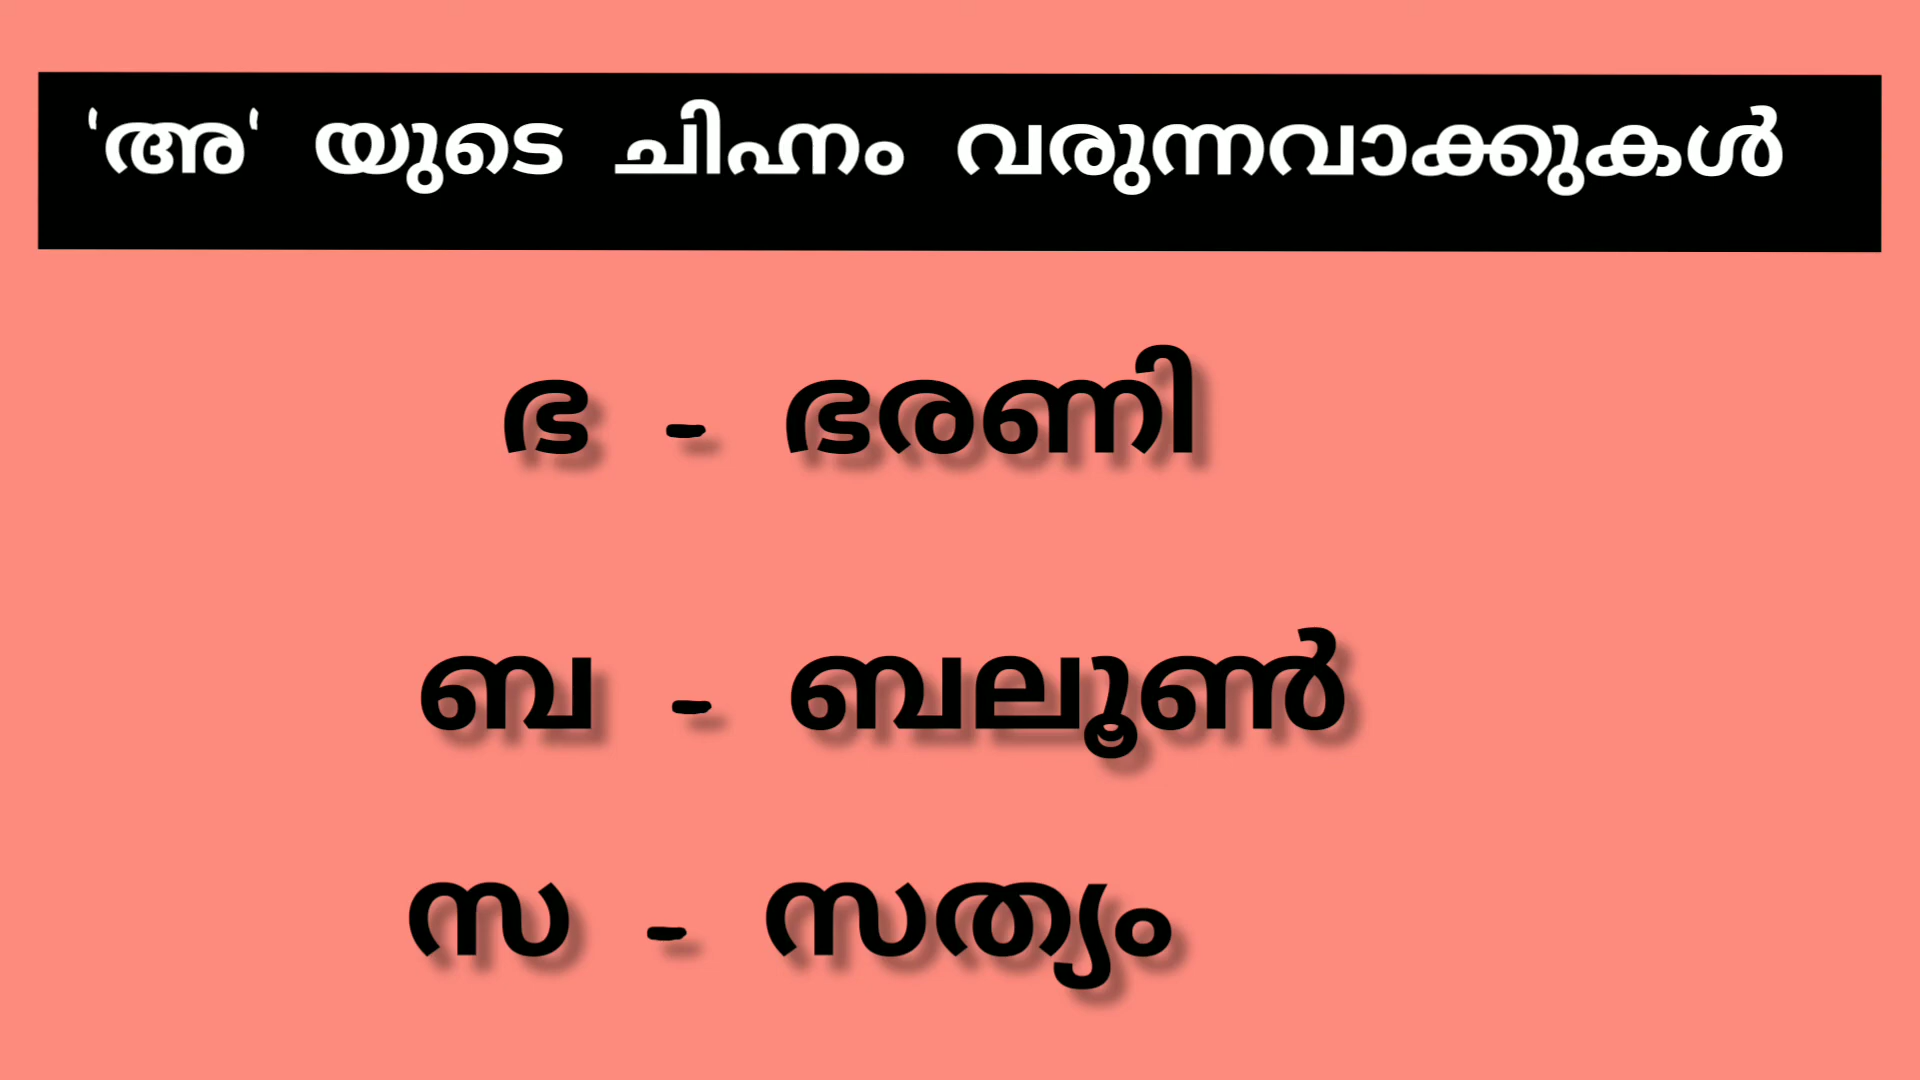 'അ' യുടെ ചിഹ്നം വരുന്നവാക്കുകൾ
ഭ - ഭരണി
ബ - ബലൂൺ
സ - സത്യം